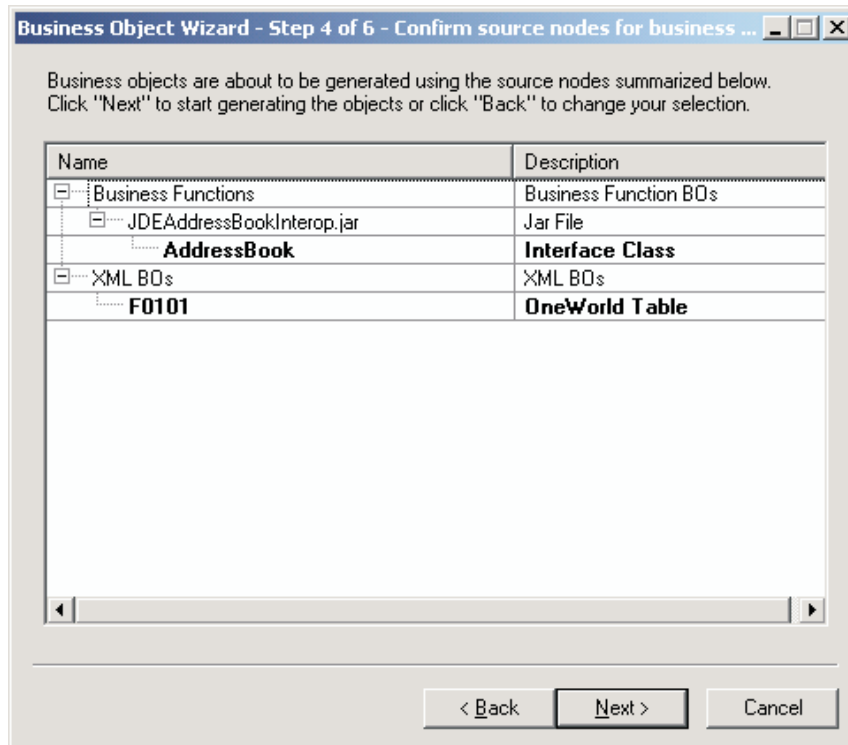 Business Object Wizard - Step 4 of 6 - Confirm source nodes for business ...
Business objects are about to be generated using the source nodes summarized below.
Click "Next" to start generating the objects or click "Back" to change your selection.
Name Description
Business Functions Business Function BOs
JDEAddressBookInterop.jar Jar File
AddressBook Interface Class
XML BOs XML BOs
F0101 OneWorld Table
< Back Next > Cancel